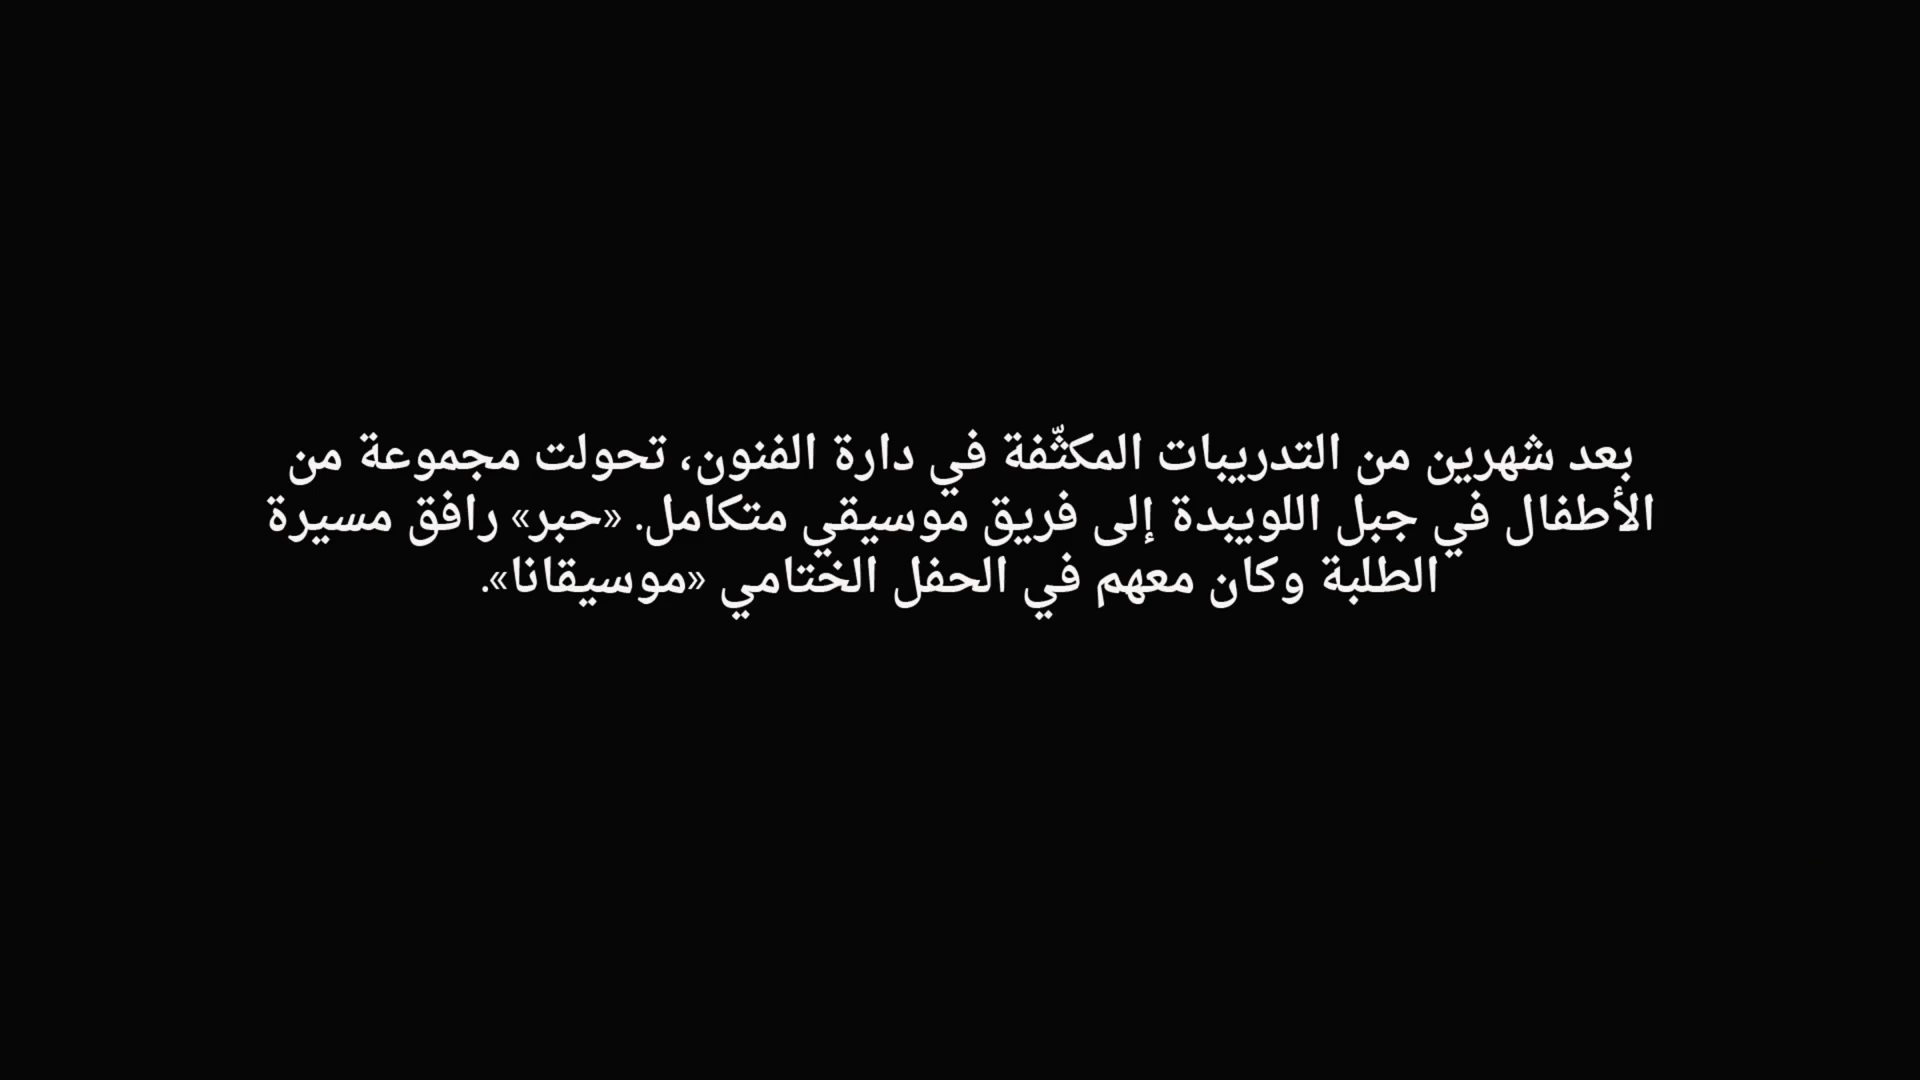 بعد شهرين من التدريبات المكثّفة في دارة الفنون، تحولت مجموعة من
الأطفال في جبل اللويبدة إلى فريق موسيقي متكامل. «حبر» رافق مسيرة
الطلبة وكان معهم في الحفل الختامي «موسيقانا».